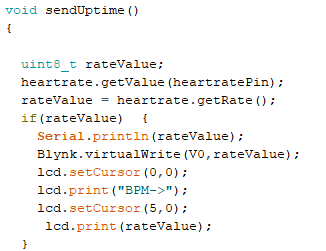 void sendUptime()
{
uint8_t rateValue;
heartrate.getValue(heartratePin);
rateValue = heartrate.getRate();
if(rateValue)  {
Serial.println(rateValue);
Blynk.virtualWrite(V0,rateValue);
lcd.setCursor(0,0);
lcd.print("BPM->");
lcd.setCursor(5,0);
lcd.print(rateValue);
}